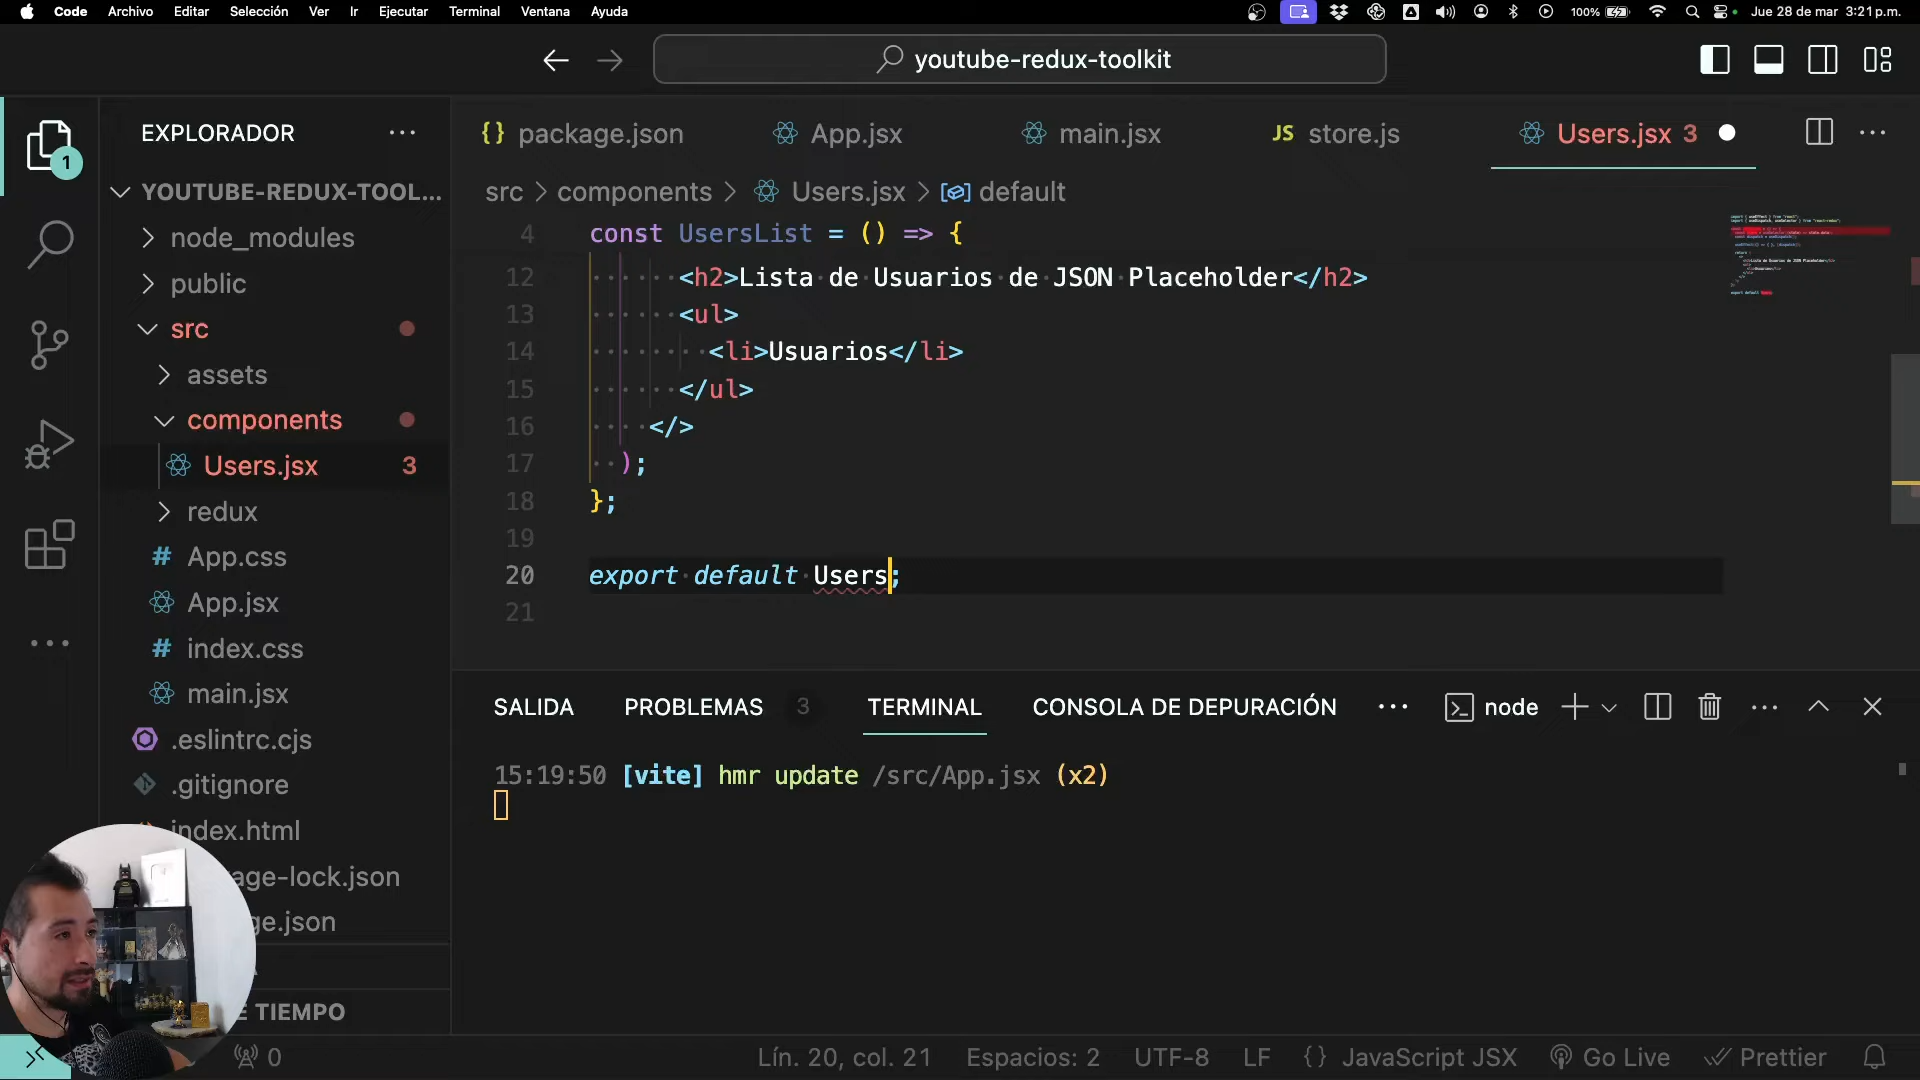 Code Archivo Editar Selección Ver Ir Ejecutar Terminal Ventana Ayuda 100% Jue 28 de mar 3:21 p.m.
youtube-redux-toolkit
EXPLORADOR
1
YOUTUBE-REDUX-TOOL...
node_modules
public
src
assets
components
Users.jsx 3
redux
App.css
App.jsx
index.css
main.jsx
.eslintrc.cjs
.gitignore
index.html
age-lock.json
ge.json
E TIEMPO
{} package.json App.jsx main.jsx JS store.js Users.jsx 3
src > components > Users.jsx > default
4 const UsersList = () => {
12 <h2>Lista de Usuarios de JSON Placeholder</h2>
13 <ul>
14 <li>Usuarios</li>
15 </ul>
16 </>
17 );
18 };
19
20 export default Users;
21
SALIDA PROBLEMAS 3 TERMINAL CONSOLA DE DEPURACIÓN ... node
15:19:50 [vite] hmr update /src/App.jsx (x2)
0 Lín. 20, col. 21 Espacios: 2 UTF-8 LF {} JavaScript JSX Go Live Prettier